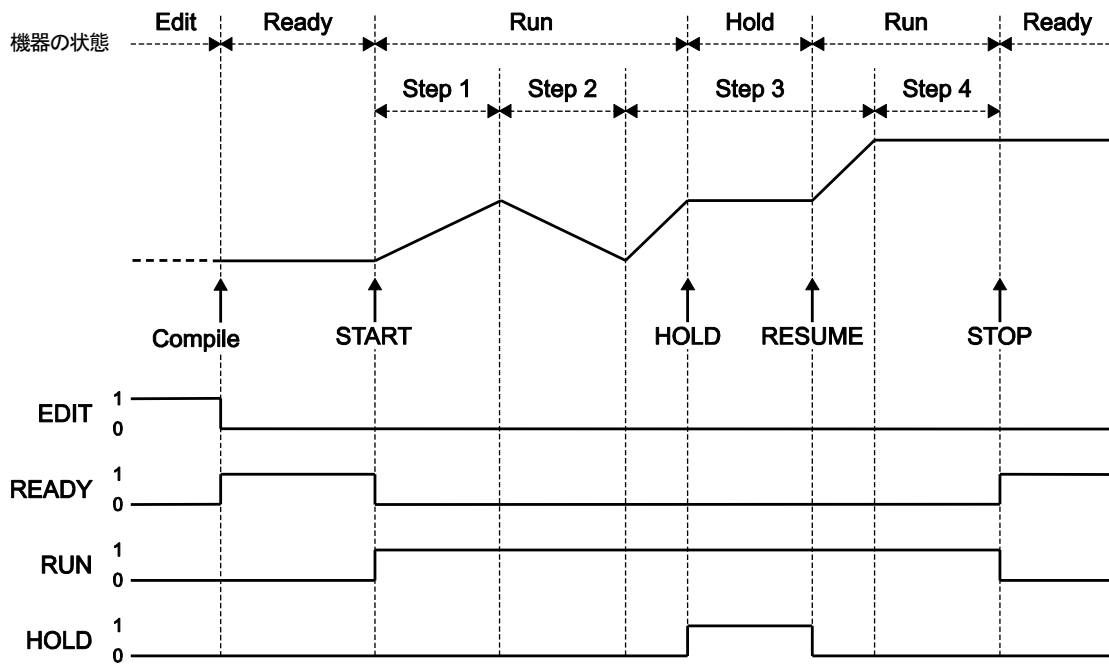 Edit Ready Run Hold Run Ready
機器の状態
Step 1 Step 2 Step 3 Step 4
Compile START HOLD RESUME STOP
EDIT 1
0
READY 1
0
RUN 1
0
HOLD 1
0